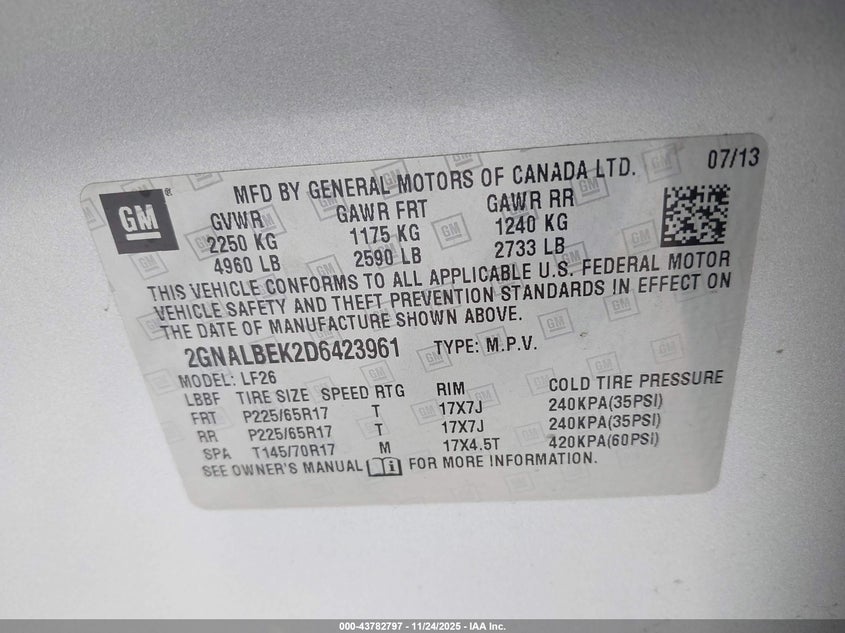 GM ® MFD BY GENERAL MOTORS OF CANADA LTD. 07/13
GVWR GAWR FRT GAWR RR
2250 KG 1175 KG 1240 KG
4960 LB 2590 LB 2733 LB
THIS VEHICLE CONFORMS TO ALL APPLICABLE U.S. FEDERAL MOTOR
VEHICLE SAFETY AND THEFT PREVENTION STANDARDS IN EFFECT ON
THE DATE OF MANUFACTURE SHOWN ABOVE.
2GNALBEK2D6423961 TYPE: M.P.V.
MODEL: LF26
LBBF TIRE SIZE SPEED RTG RIM COLD TIRE PRESSURE
FRT P225/65R17 T 17X7J 240KPA(35PSI)
RR P225/65R17 T 17X7J 240KPA(35PSI)
SPA T145/70R17 M 17X4.5T 420KPA(60PSI)
SEE OWNER'S MANUAL FOR MORE INFORMATION.
000-43782797 - 11/24/2025 - IAA Inc.